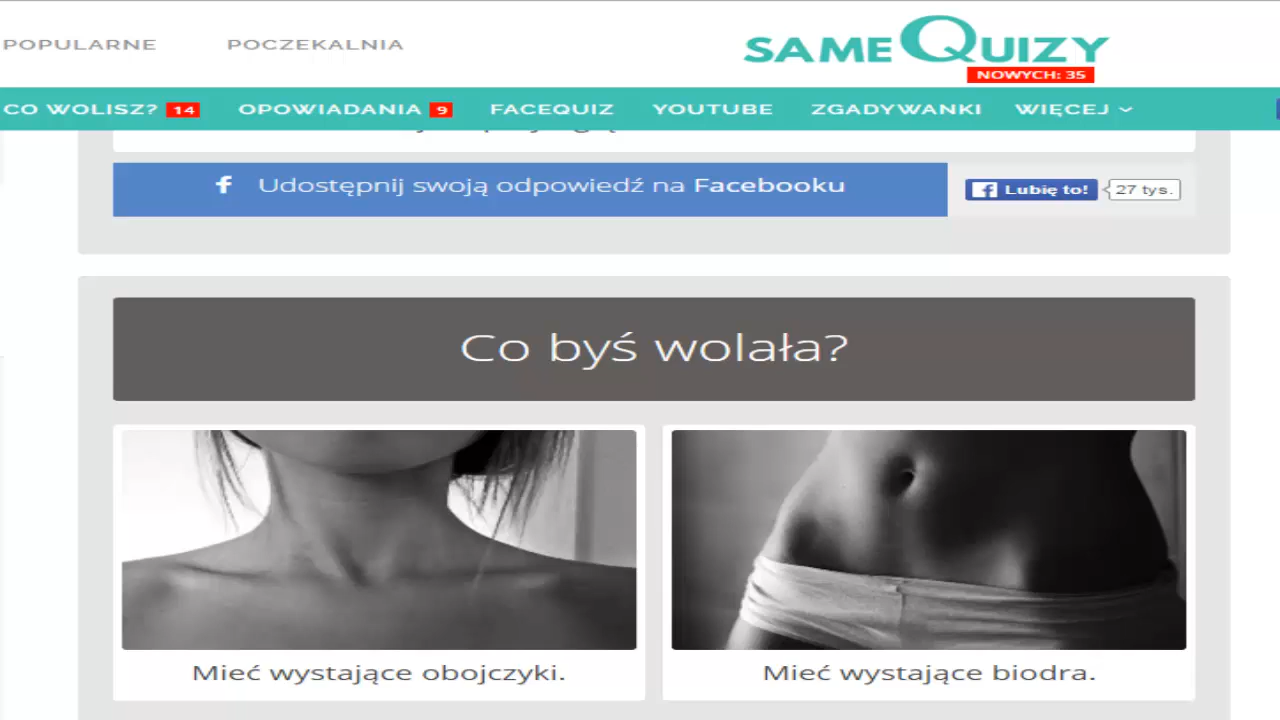 POPULARNE POCZEKALNIA SAMEQUIZY
NOWYCH: 35
CO WOLISZ? 14 OPOWIADANIA 9 FACEQUIZ YOUTUBE ZGADYWANKI WIĘCEJ
f Udostępnij swoją odpowiedź na Facebooku f Lubię to! 27 tys.
Co byś wolała?
Mieć wystające obojczyki. Mieć wystające biodra.